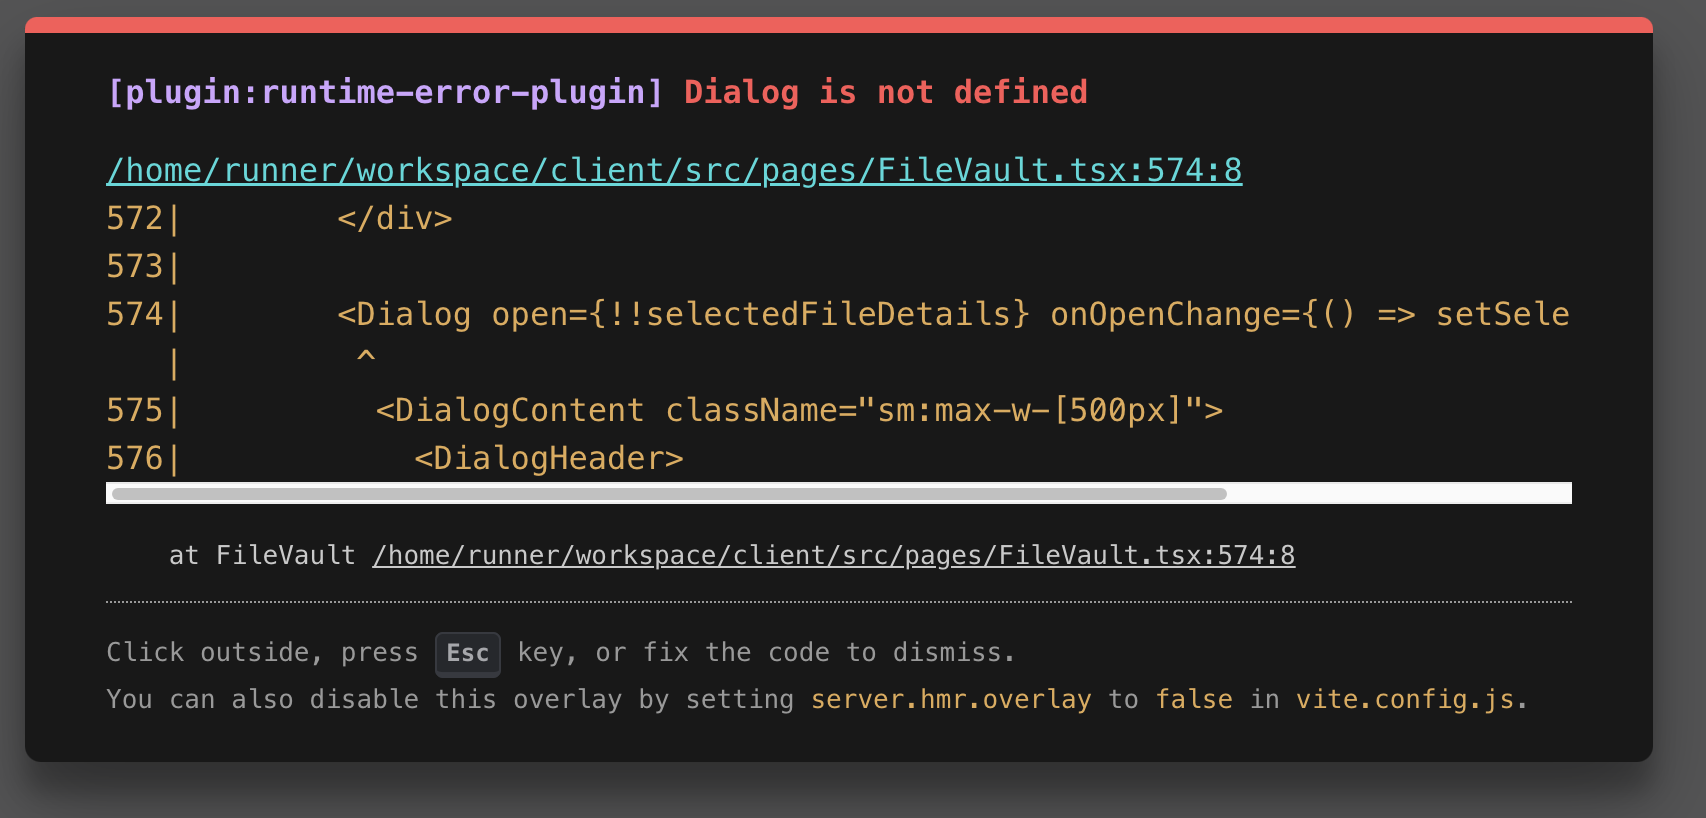 [plugin:runtime-error-plugin] Dialog is not defined
/home/runner/workspace/client/src/pages/FileVault.tsx:574:8
572|        </div>
573|
574|        <Dialog open={!!selectedFileDetails} onOpenChange={() => setSele
   |         ^
575|          <DialogContent className="sm:max-w-[500px]">
576|            <DialogHeader>
at FileVault /home/runner/workspace/client/src/pages/FileVault.tsx:574:8
Click outside, press Esc key, or fix the code to dismiss.
You can also disable this overlay by setting server.hmr.overlay to false in vite.config.js.